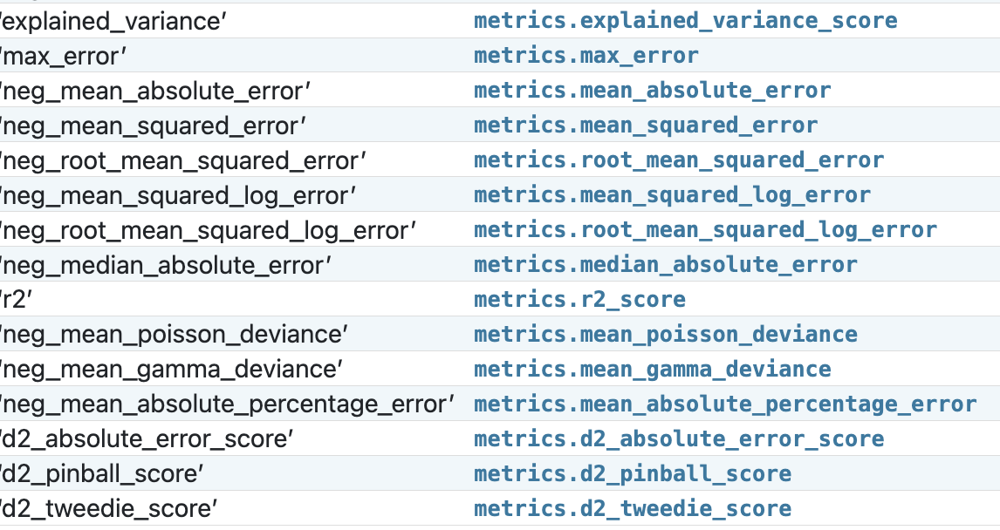 'explained_variance’ metrics.explained_variance_score
'max_error’ metrics.max_error
'neg_mean_absolute_error’ metrics.mean_absolute_error
'neg_mean_squared_error’ metrics.mean_squared_error
'neg_root_mean_squared_error’ metrics.root_mean_squared_error
'neg_mean_squared_log_error’ metrics.mean_squared_log_error
'neg_root_mean_squared_log_error’ metrics.root_mean_squared_log_error
'neg_median_absolute_error’ metrics.median_absolute_error
'r2’ metrics.r2_score
'neg_mean_poisson_deviance’ metrics.mean_poisson_deviance
'neg_mean_gamma_deviance’ metrics.mean_gamma_deviance
'neg_mean_absolute_percentage_error’ metrics.mean_absolute_percentage_error
'd2_absolute_error_score’ metrics.d2_absolute_error_score
'd2_pinball_score’ metrics.d2_pinball_score
'd2_tweedie_score’ metrics.d2_tweedie_score